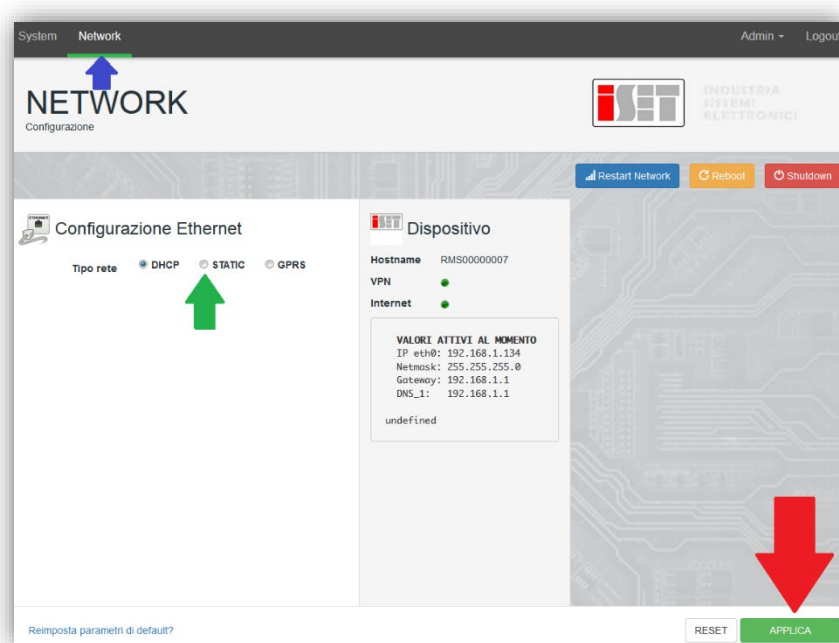 System Network Admin Logout
NETWORK
Configurazione
iSET INDUSTRIA
SISTEMI
ELETTRONICI
Restart Network Reboot Shutdown
Configurazione Ethernet
Tipo rete DHCP STATIC GPRS
iSET Dispositivo
Hostname RMS00000007
VPN
Internet
VALORI ATTIVI AL MOMENTO
IP eth0: 192.168.1.134
Netmask: 255.255.255.0
Gateway: 192.168.1.1
DNS_1: 192.168.1.1
undefined
Reimposta parametri di default?
RESET APPLICA